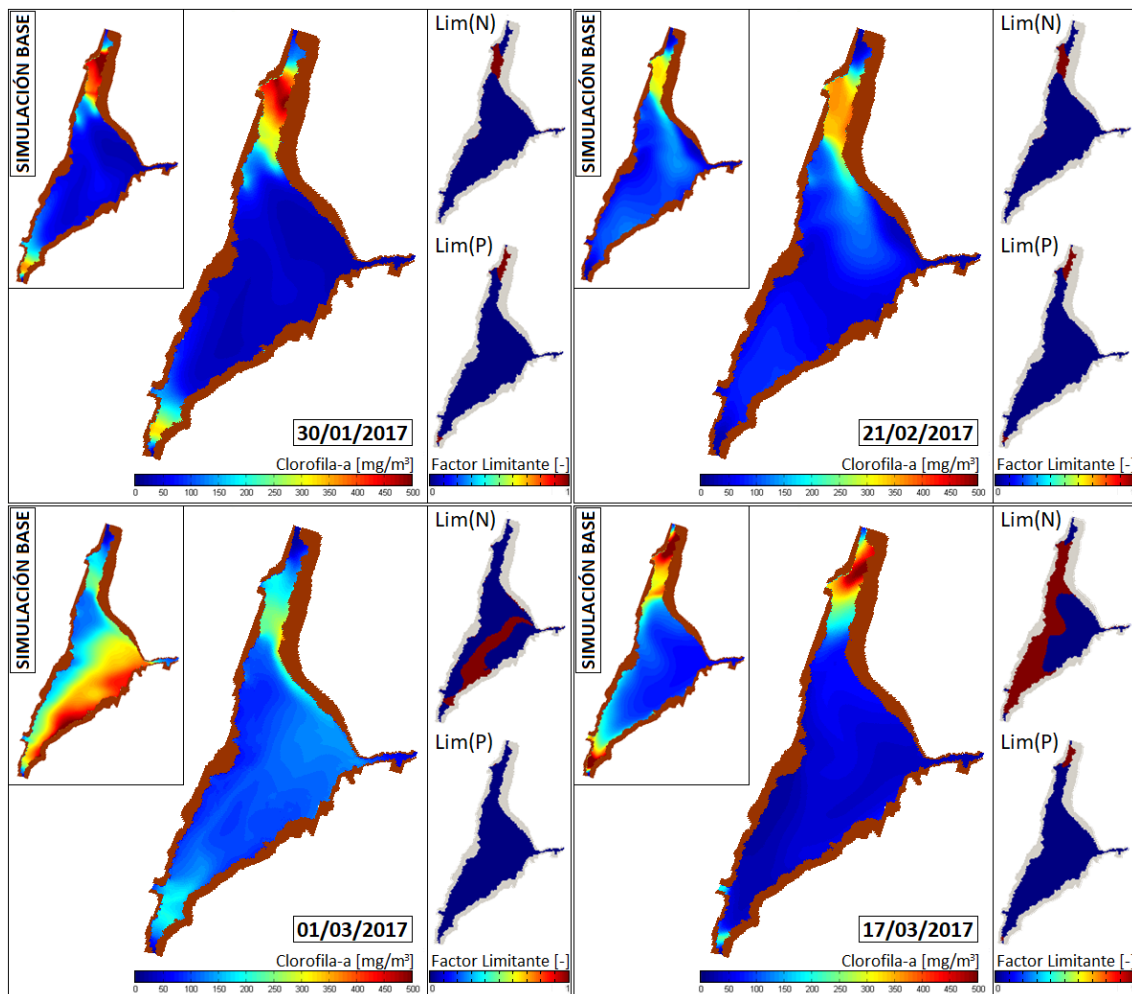 SIMULACIÓN BASE
Lim(N)
Lim(P)
30/01/2017
Clorofila-a [mg/m³]
0 50 100 150 200 250 300 350 400 450 500
Factor Limitante [-]
0 1
SIMULACIÓN BASE
Lim(N)
Lim(P)
21/02/2017
Clorofila-a [mg/m³]
0 50 100 150 200 250 300 350 400 450 500
Factor Limitante [-]
0
SIMULACIÓN BASE
Lim(N)
Lim(P)
01/03/2017
Clorofila-a [mg/m³]
0 50 100 150 200 250 300 350 400 450 500
Factor Limitante [-]
0 1
SIMULACIÓN BASE
Lim(N)
Lim(P)
17/03/2017
Clorofila-a [mg/m³]
0 50 100 150 200 250 300 350 400 450 500
Factor Limitante [-]
0